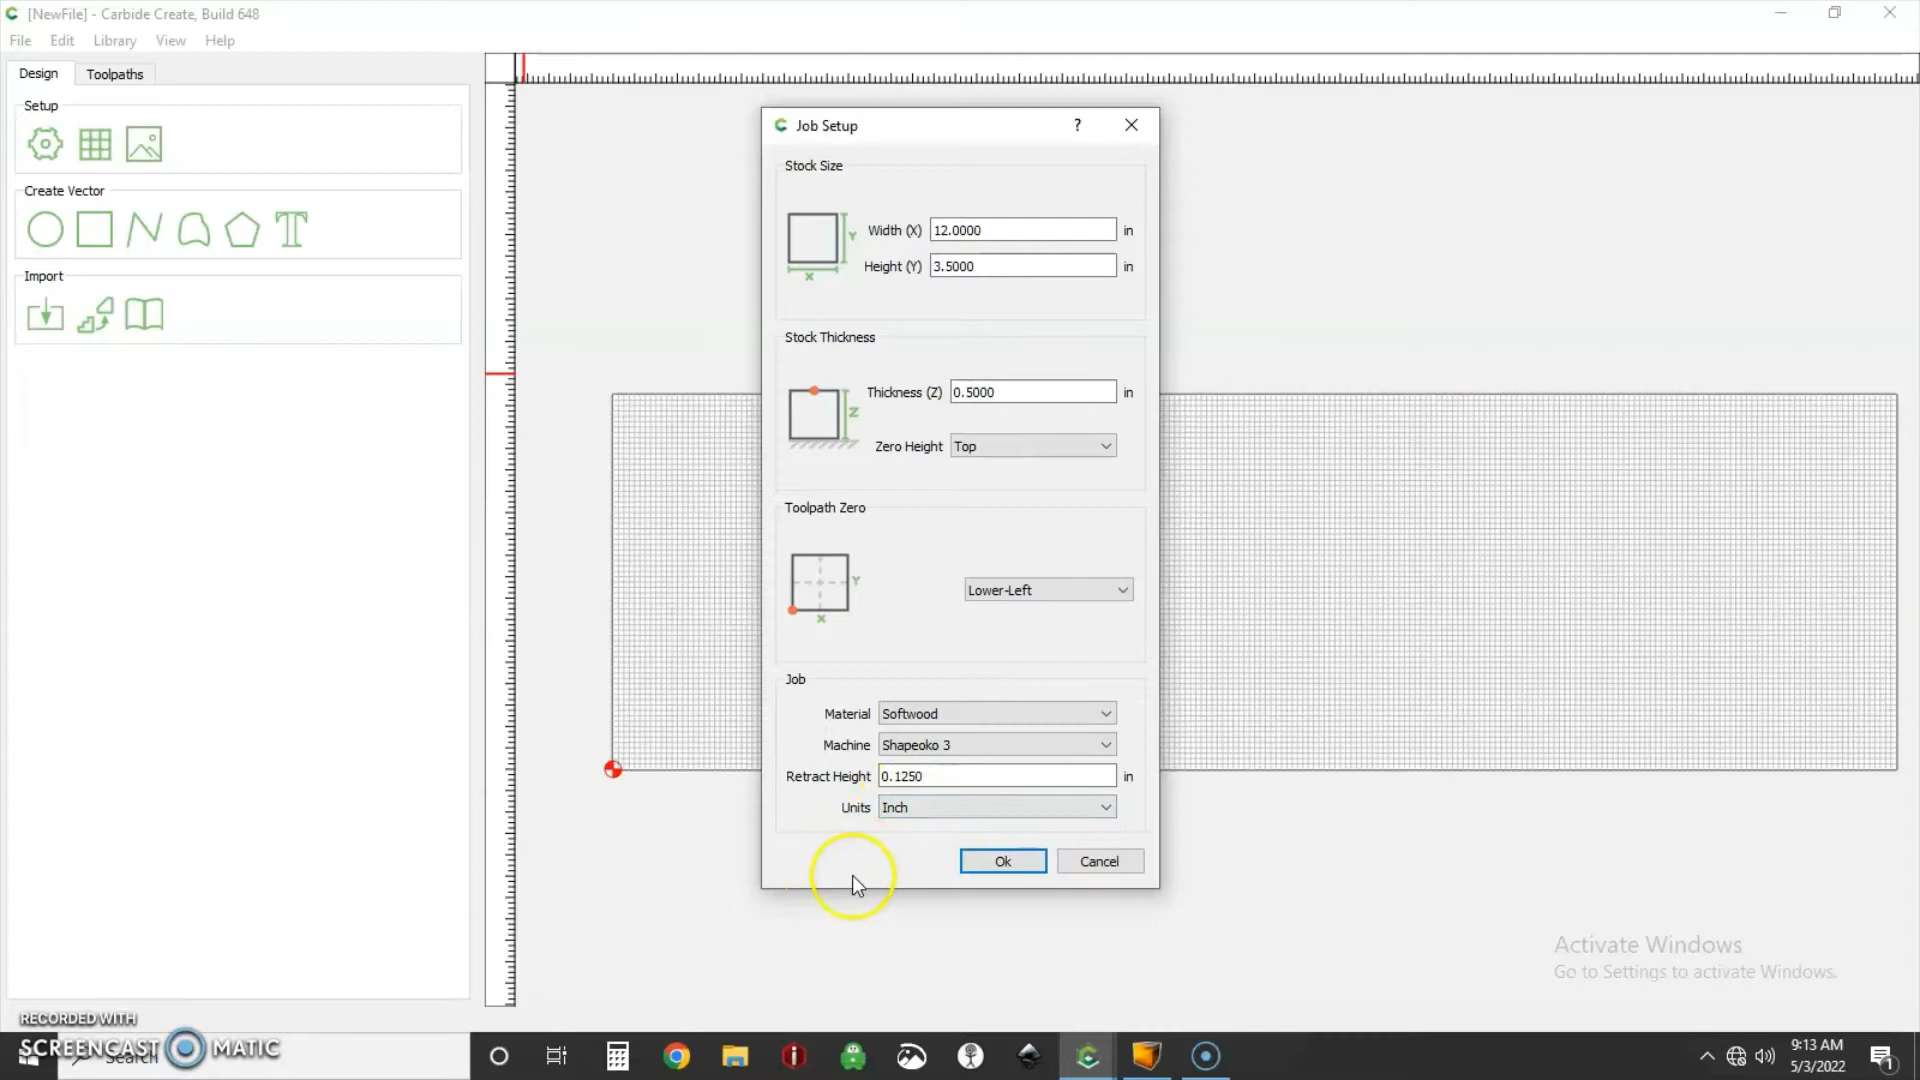 [NewFile] - Carbide Create, Build 648
File Edit Library View Help
Design Toolpaths
Setup
Create Vector
Import
Job Setup ?
Stock Size
Y
X
Width (X) 12.0000 in
Height (Y) 3.5000 in
Stock Thickness
Z
Thickness (Z) 0.5000 in
Zero Height Top
Toolpath Zero
Y
X
Lower-Left
Job
Material Softwood
Machine Shapeoko 3
Retract Height 0.1250 in
Units Inch
Ok Cancel
Activate Windows
Go to Settings to activate Windows.
RECORDED WITH
SCREENCAST MATIC
Search
9:13 AM
5/3/2022
1